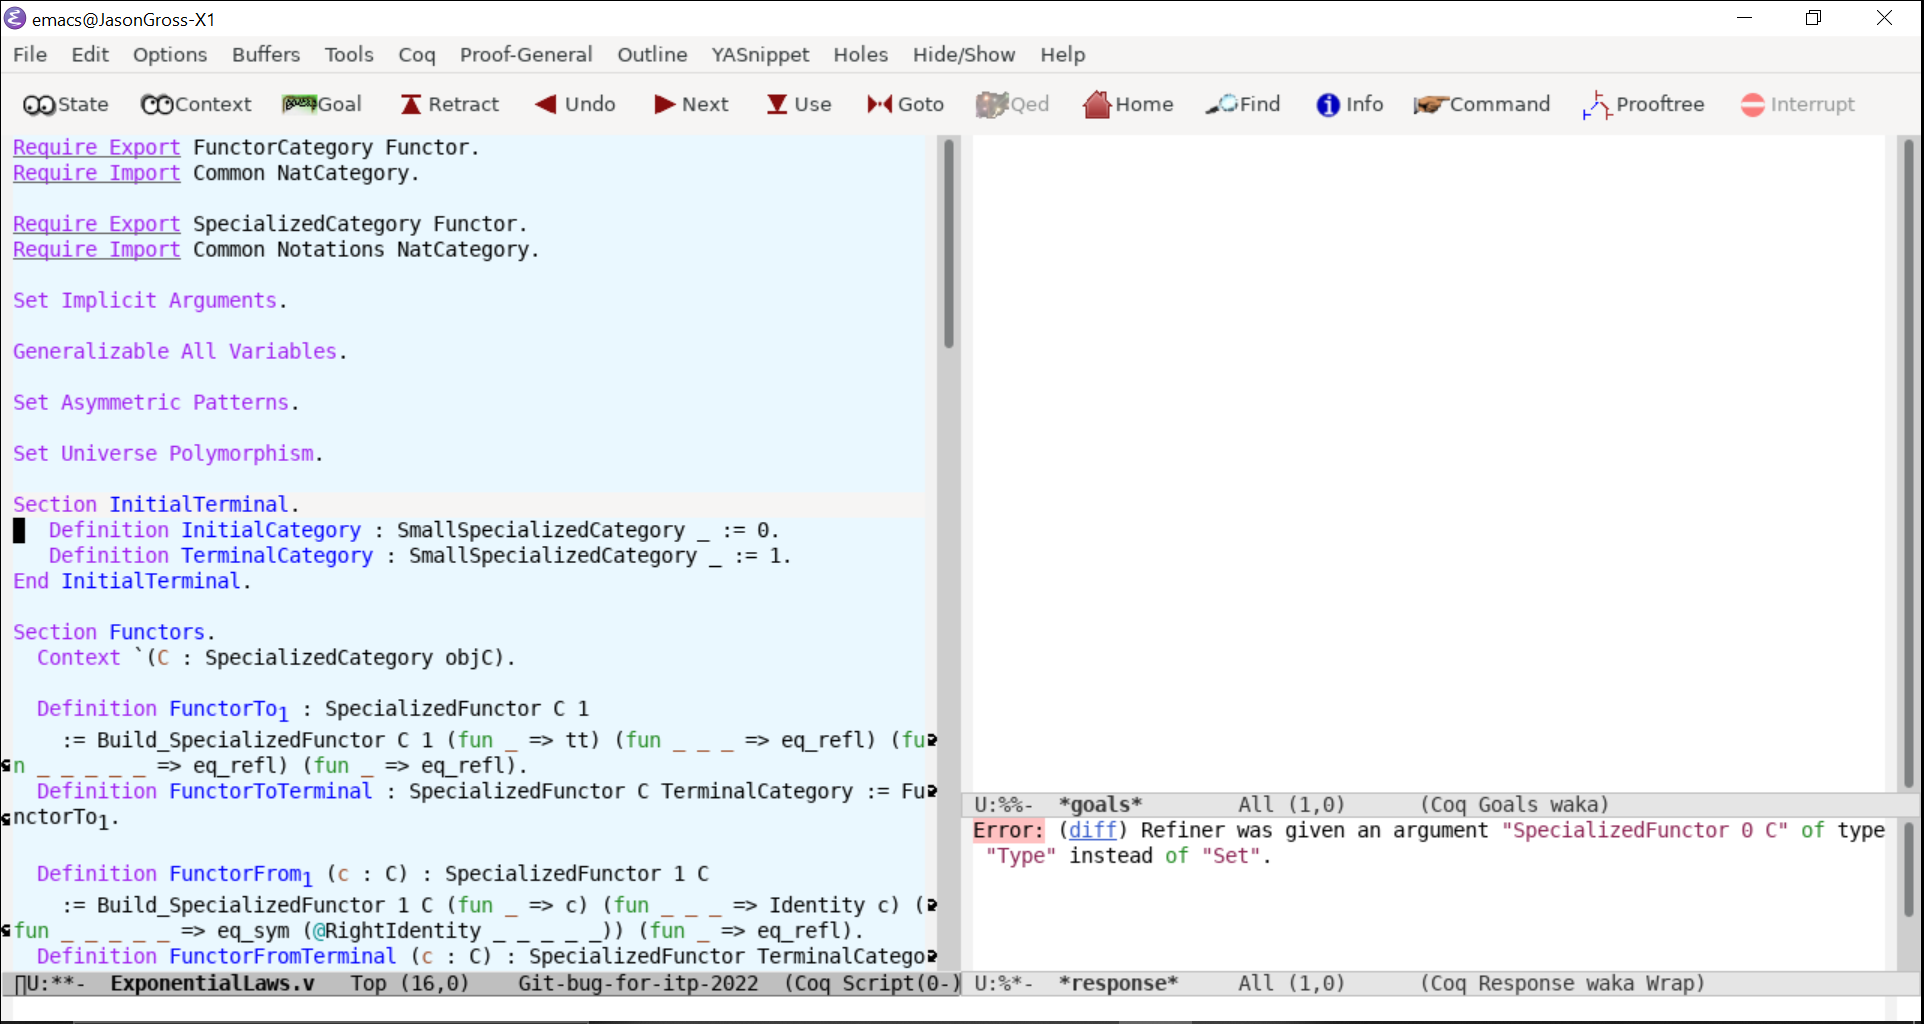 emacs@JasonGross-X1
File Edit Options Buffers Tools Coq Proof-General Outline YASnippet Holes Hide/Show Help
State Context Goal Retract Undo Next Use Goto Qed Home Find Info Command Prooftree Interrupt
Require Export FunctorCategory Functor.
Require Import Common NatCategory.
Require Export SpecializedCategory Functor.
Require Import Common Notations NatCategory.
Set Implicit Arguments.
Generalizable All Variables.
Set Asymmetric Patterns.
Set Universe Polymorphism.
Section InitialTerminal.
Definition InitialCategory : SmallSpecializedCategory _ := 0.
Definition TerminalCategory : SmallSpecializedCategory _ := 1.
End InitialTerminal.
Section Functors.
Context `(C : SpecializedCategory objC).
Definition FunctorTo₁ : SpecializedFunctor C 1
:= Build_SpecializedFunctor C 1 (fun _ => tt) (fun _ _ _ => eq_refl) (fu
n _ _ _ _ _ => eq_refl) (fun _ => eq_refl).
Definition FunctorToTerminal : SpecializedFunctor C TerminalCategory := Fu
nctorTo₁.
Definition FunctorFrom₁ (c : C) : SpecializedFunctor 1 C
:= Build_SpecializedFunctor 1 C (fun _ => c) (fun _ _ _ => Identity c) (
fun _ _ _ _ _ => eq_sym (@RightIdentity _ _ _ _ _)) (fun _ => eq_refl).
Definition FunctorFromTerminal (c : C) : SpecializedFunctor TerminalCatego
U:**- ExponentialLaws.v Top (16,0) Git-bug-for-itp-2022 (Coq Script(0-)
U:%%- *goals* All (1,0) (Coq Goals waka)
Error: (diff) Refiner was given an argument "SpecializedFunctor 0 C" of type
"Type" instead of "Set".
U:%*- *response* All (1,0) (Coq Response waka Wrap)